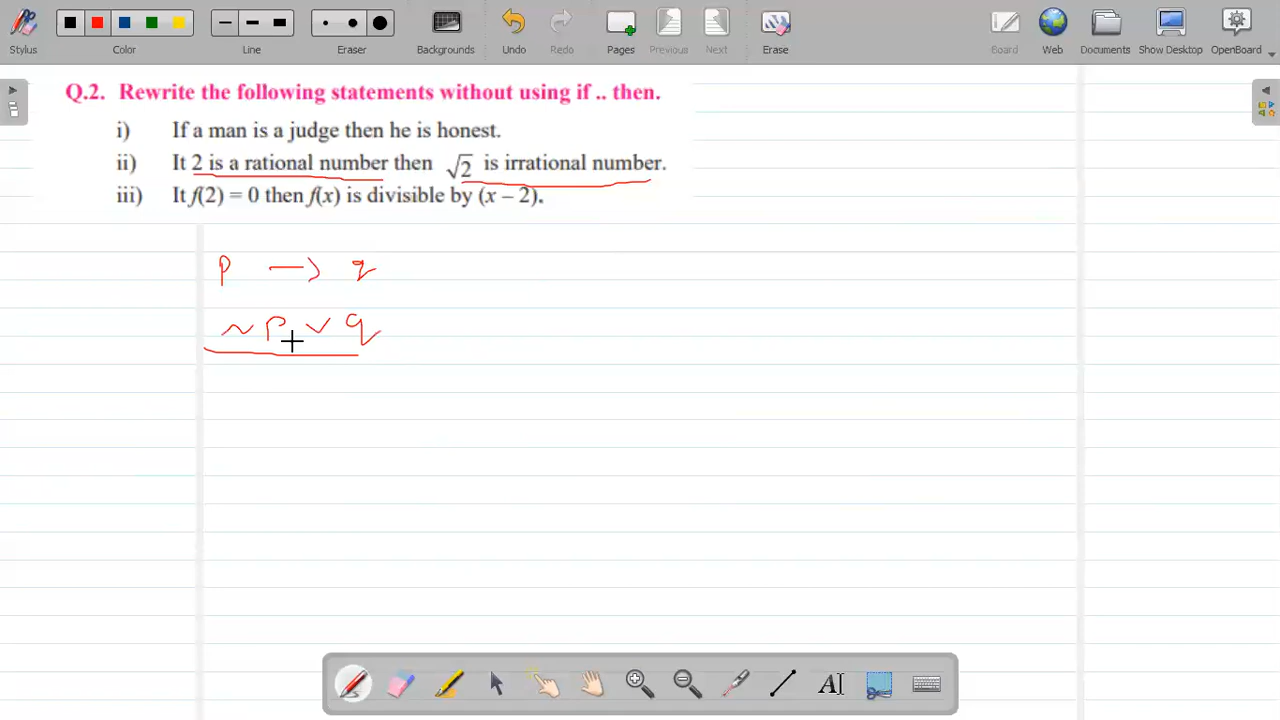 Stylus Color Line Eraser Backgrounds Undo Redo Pages Previous Next Erase Board Web Documents Show Desktop OpenBoard
Q.2. Rewrite the following statements without using if .. then.
i) If a man is a judge then he is honest.
ii) It 2 is a rational number then √2 is irrational number.
iii) It f(2) = 0 then f(x) is divisible by (x – 2).
p → q
~ p ∨ q